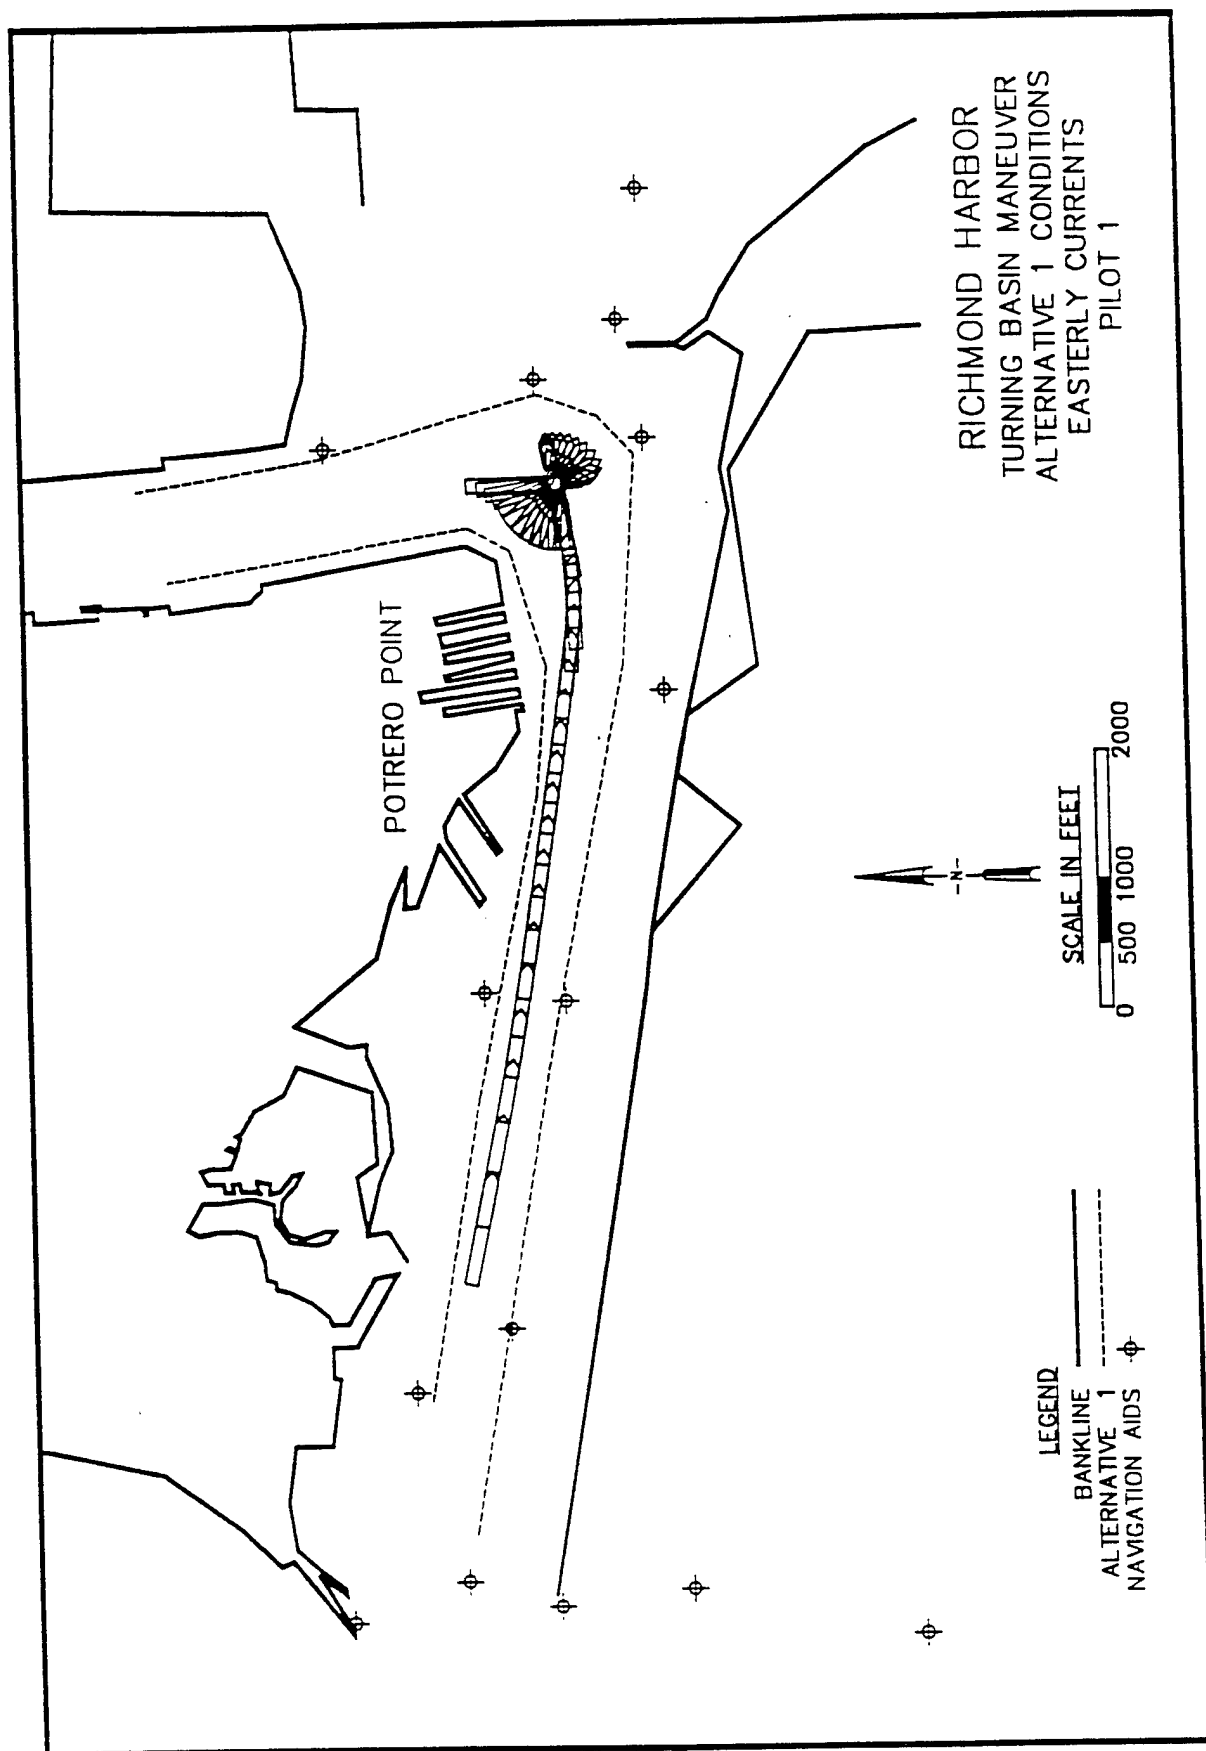 POTRERO POINT
RICHMOND HARBOR
TURNING BASIN MANEUVER
ALTERNATIVE 1 CONDITIONS
EASTERLY CURRENTS
PILOT 1
-N-
SCALE IN FEET
0 500 1000 2000
LEGEND
BANKLINE
ALTERNATIVE 1
NAVIGATION AIDS